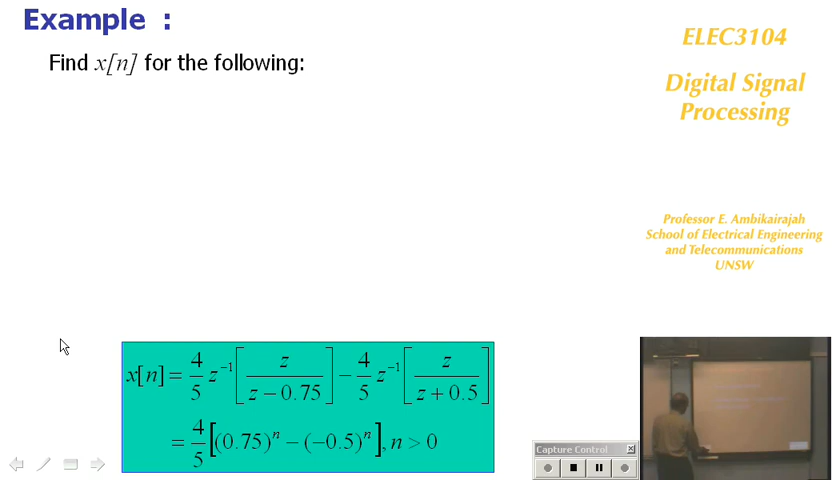 Example :
Find x[n] for the following:
x[n] = 4/5 z⁻¹ [ z / (z − 0.75) ] − 4/5 z⁻¹ [ z / (z + 0.5) ]
= 4/5 [(0.75)ⁿ − (−0.5)ⁿ], n > 0
ELEC3104
Digital Signal
Processing
Professor E. Ambikairajah
School of Electrical Engineering
and Telecommunications
UNSW
Capture Control